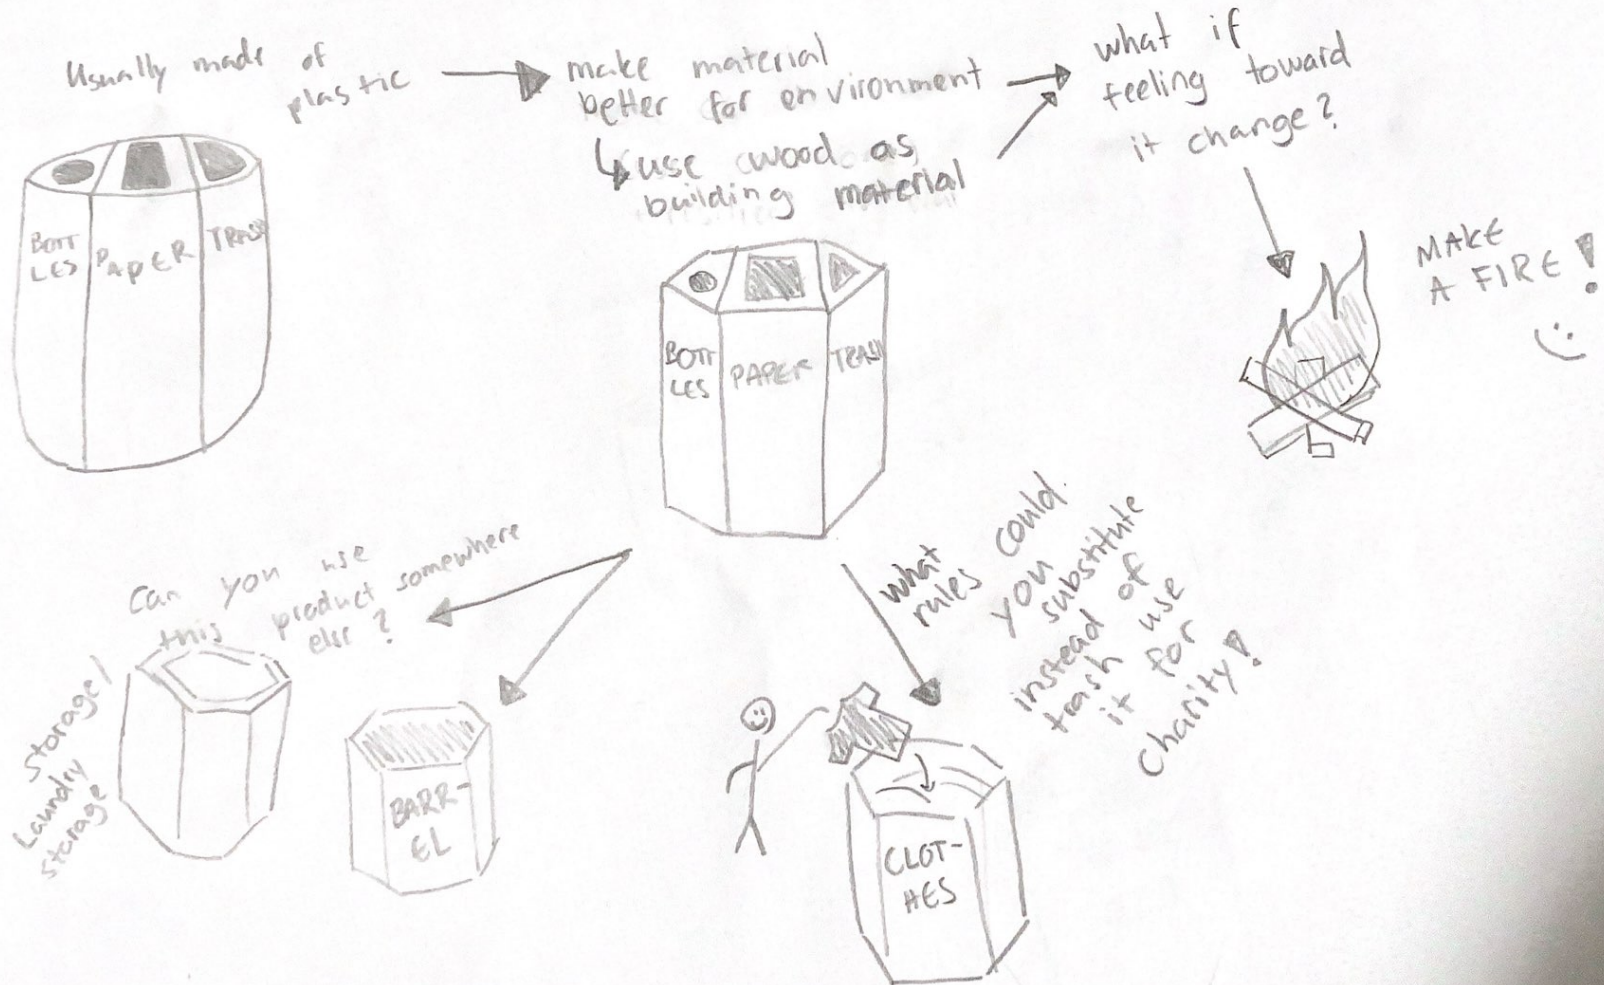 Usually made of
plastic
make material
better for environment
use wood as
building material
what if
feeling toward
it change?
MAKE
A FIRE!
BOTT
LES
PAPER
TRASH
BOTT
LES
PAPER
TRASH
Can you use
this product somewhere
else?
Storage/
Laundry
storage
BARR-
EL
what
rules could
you
substitute
instead of
trash use
it for
charity!
CLOT-
HES